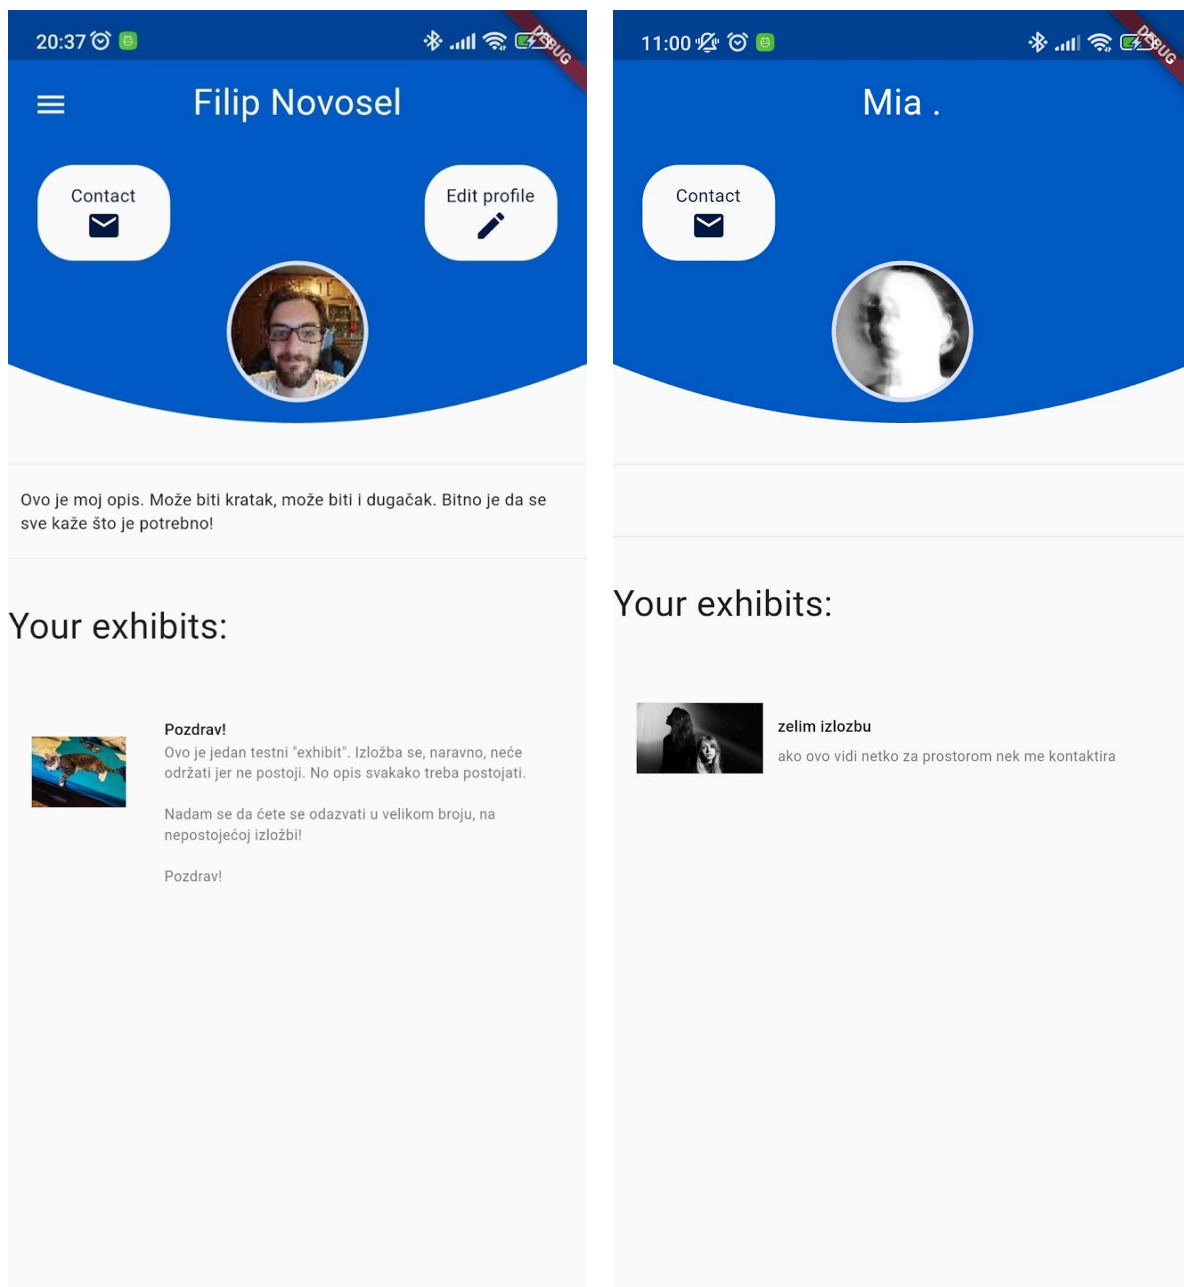 20:37
DEBUG
Filip Novosel
Contact
Edit profile
Ovo je moj opis. Može biti kratak, može biti i dugačak. Bitno je da se
sve kaže što je potrebno!
Your exhibits:
Pozdrav!
Ovo je jedan testni "exhibit". Izložba se, naravno, neće
održati jer ne postoji. No opis svakako treba postojati.
Nadam se da ćete se odazvati u velikom broju, na
nepostojećoj izložbi!
Pozdrav!
11:00
DEBUG
Mia .
Contact
Your exhibits:
zelim izlozbu
ako ovo vidi netko za prostorom nek me kontaktira